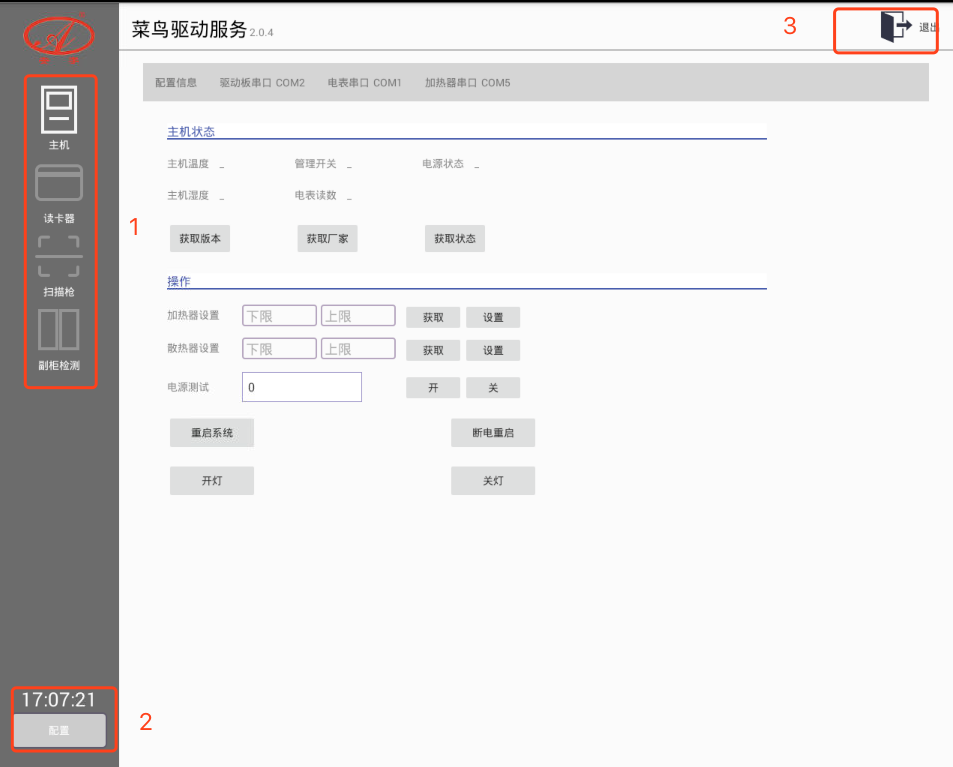 菜鸟驱动服务 2.0.4
3
退出
主机
读卡器
扫描枪
副柜检测
1
配置信息 驱动板串口 COM2 电表串口 COM1 加热器串口 COM5
主机状态
主机温度 _ 管理开关 _ 电源状态 _
主机湿度 _ 电表读数 _
获取版本 获取厂家 获取状态
操作
加热器设置 下限 上限 获取 设置
散热器设置 下限 上限 获取 设置
电源测试 0 开 关
重启系统 断电重启
开灯 关灯
17:07:21
配置
2